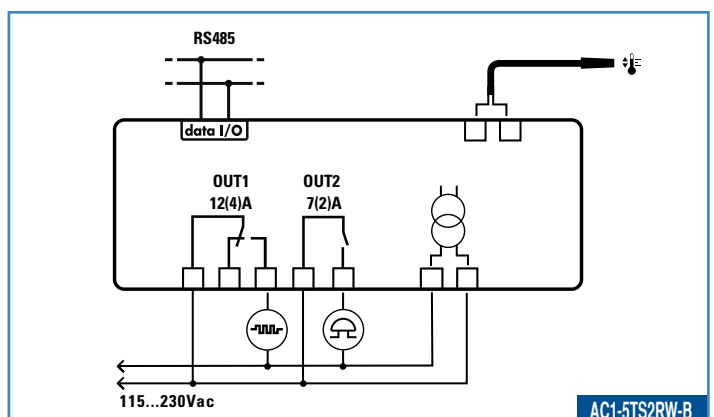 RS485
data I/O
OUT1
12(4)A
OUT2
7(2)A
115...230Vac
AC1-5TS2RW-B